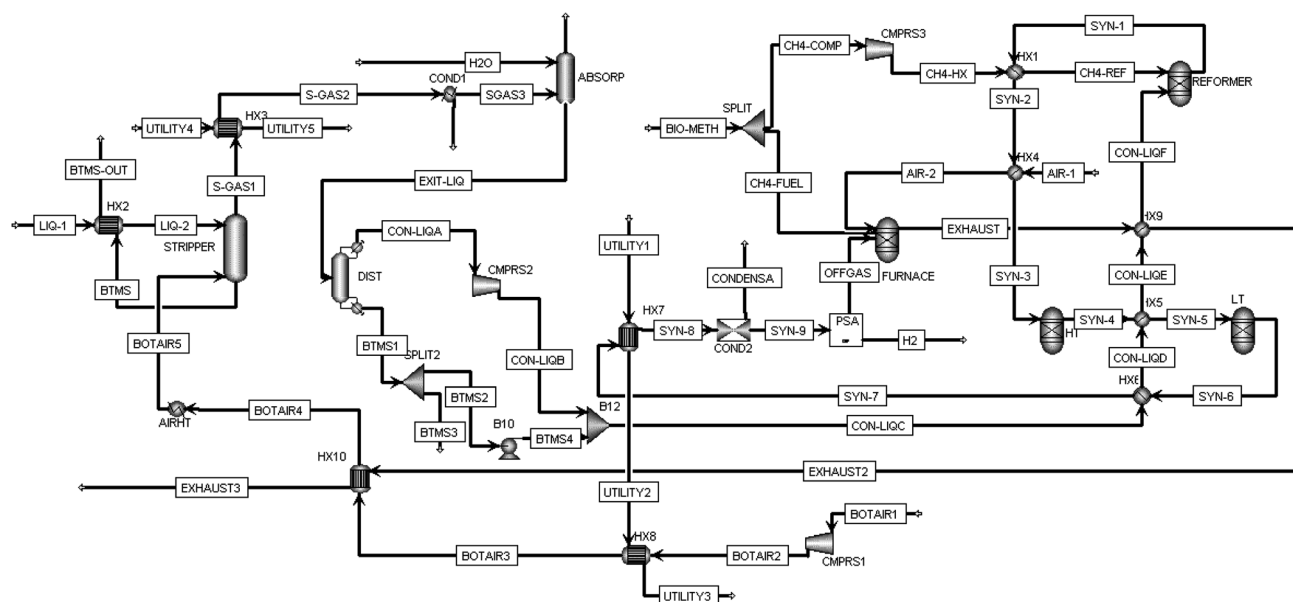 SYN-1
CMPRS3
CH4-COMP
HX1
H2O
COND1
ABSORP
CH4-HX
CH4-REF
REFORMER
S-GAS2
SGAS3
SYN-2
SPLIT
HX3
UTILITY4
UTILITY5
BIO-METH
CON-LIQF
HX4
BTMS-OUT
AIR-2
AIR-1
EXIT-LIQ
CH4-FUEL
S-GAS1
HX2
HX9
LIQ-1
LIQ-2
CON-LIQA
UTILITY1
EXHAUST
STRIPPER
OFFGAS
FURNACE
DIST
CMPRS2
CONDENSA
CON-LIQE
SYN-3
BTMS
HX7
HX5
LT
PSA
SYN-8
SYN-9
SYN-4
SYN-5
HT
BOTAIR5
BTMS1
COND2
H2
CON-LIQB
CON-LIQD
SPLIT2
HX6
BTMS2
SYN-7
SYN-6
B12
BOTAIR4
AIRHT
B10
BTMS4
CON-LIQC
BTMS3
HX10
EXHAUST3
EXHAUST2
UTILITY2
BOTAIR1
HX8
BOTAIR3
BOTAIR2
CMPRS1
UTILITY3